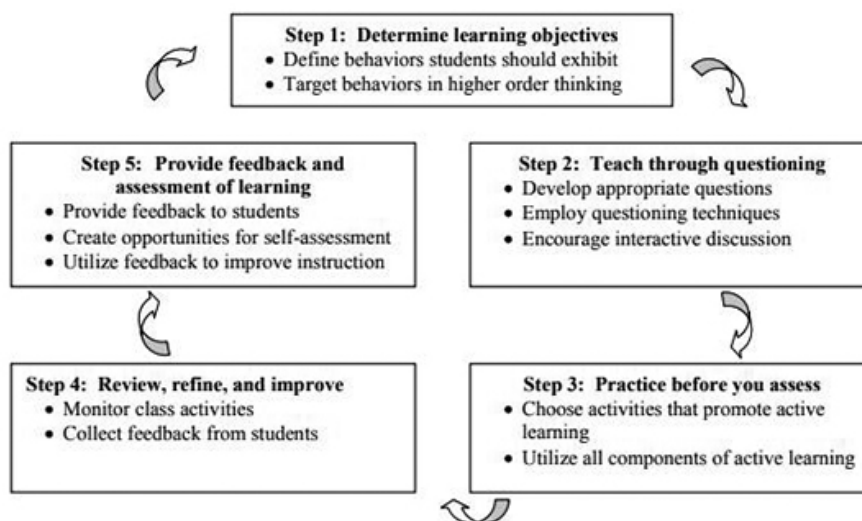 Step 1: Determine learning objectives
• Define behaviors students should exhibit
• Target behaviors in higher order thinking
Step 2: Teach through questioning
• Develop appropriate questions
• Employ questioning techniques
• Encourage interactive discussion
Step 3: Practice before you assess
• Choose activities that promote active
learning
• Utilize all components of active learning
Step 4: Review, refine, and improve
• Monitor class activities
• Collect feedback from students
Step 5: Provide feedback and
assessment of learning
• Provide feedback to students
• Create opportunities for self-assessment
• Utilize feedback to improve instruction